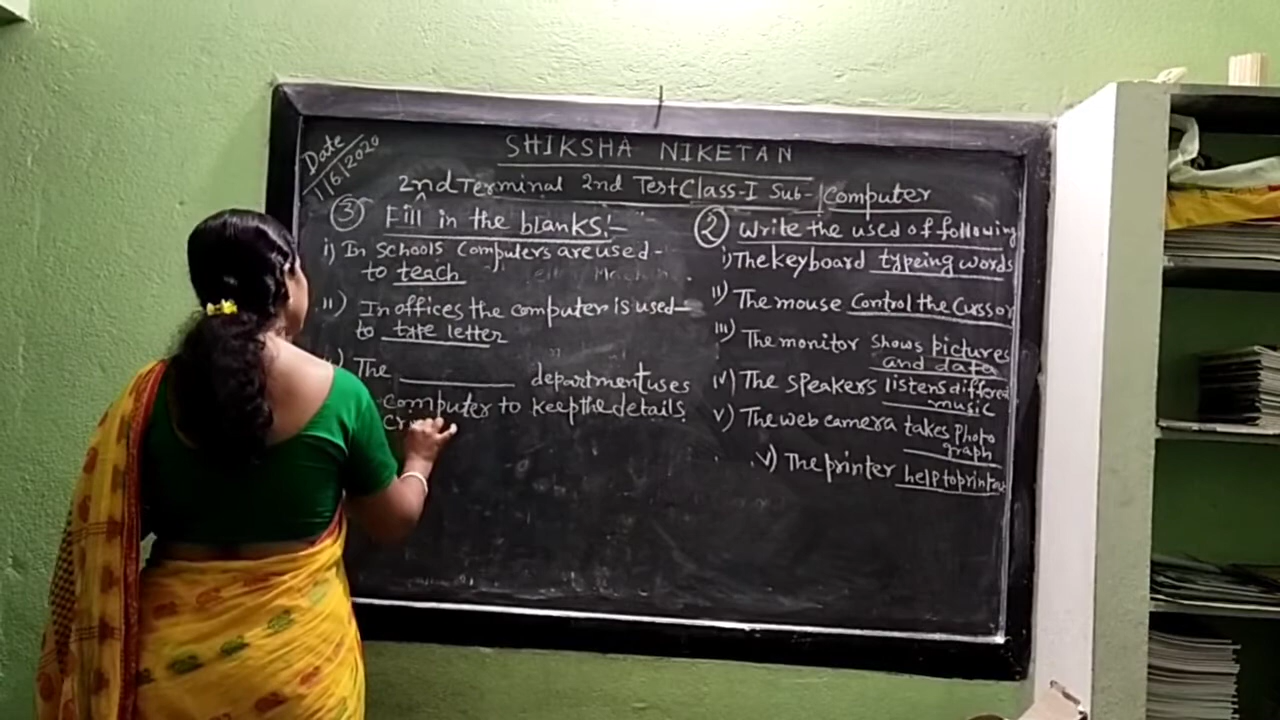 Date
1/6/2020
SHIKSHA NIKETAN
2nd Terminal 2nd Test Class-I Sub- Computer
③ Fill in the blanks:-
i) In schools computers are used-
to teach
ii) In offices the computer is used-
to type letter
The ________ department uses
Computer to keep the details
② Write the used of following
i) The keyboard typeing words
ii) The mouse control the Cussor
iii) The monitor shows pictures
and data
iv) The speakers listens
music
v) The web camera takes Photo
graph
v) The printer help to